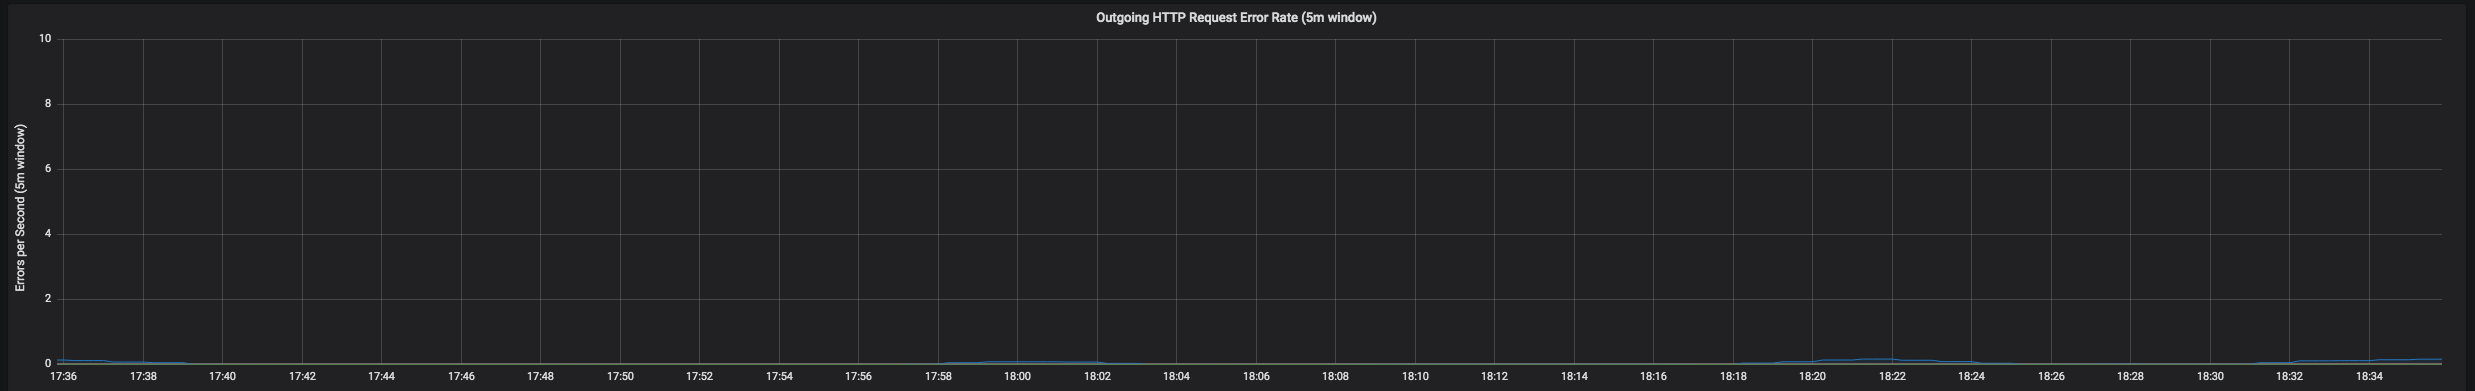 Outgoing HTTP Request Error Rate (5m window)
Errors per Second (5m window)
10
8
6
4
2
0
17:36 17:38 17:40 17:42 17:44 17:46 17:48 17:50 17:52 17:54 17:56 17:58 18:00 18:02 18:04 18:06 18:08 18:10 18:12 18:14 18:16 18:18 18:20 18:22 18:24 18:26 18:28 18:30 18:32 18:34